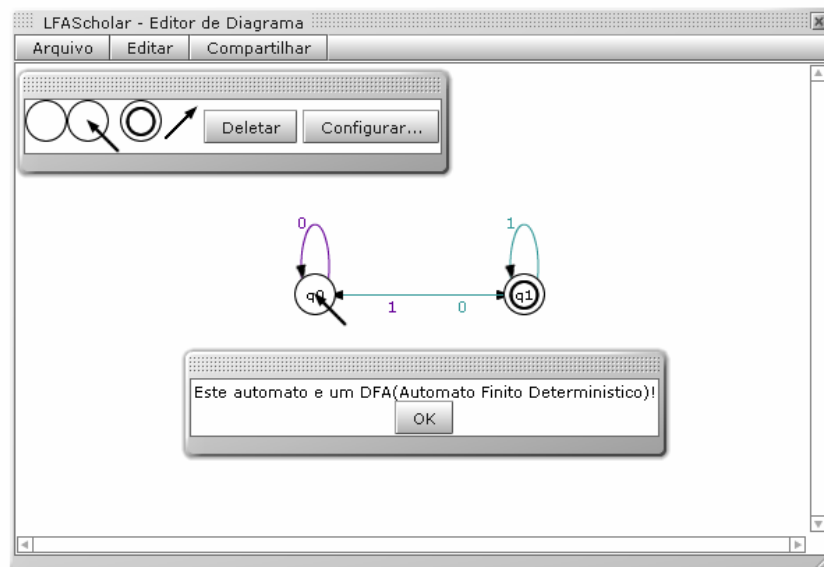 LFAScholar - Editor de Diagrama
Arquivo Editar Compartilhar
Deletar Configurar...
0 1
q0 q1
1 0
Este automato e um DFA(Automato Finito Deterministico)!
OK